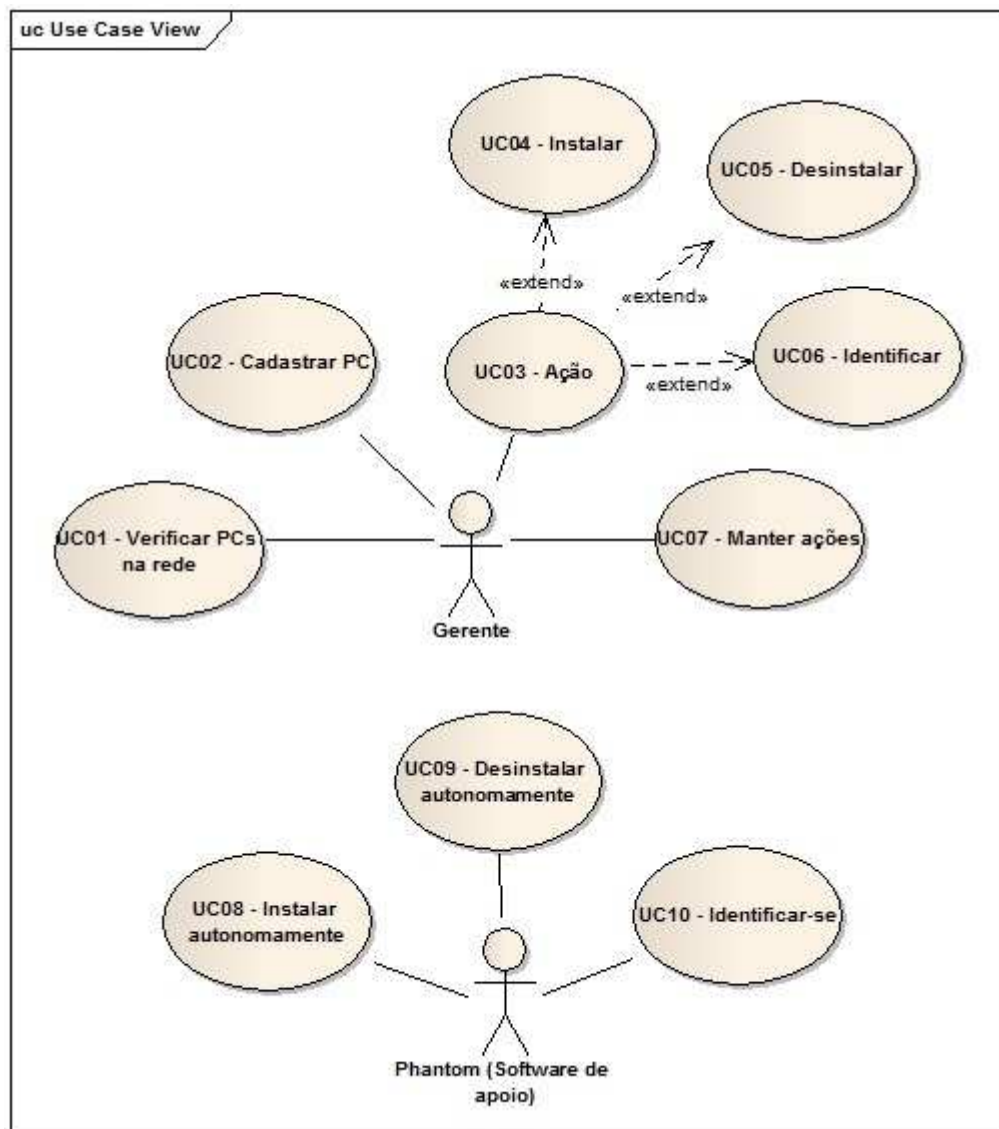 uc Use Case View
UC04 - Instalar
UC05 - Desinstalar
«extend»
«extend»
UC02 - Cadastrar PC
UC03 - Ação
«extend»
UC06 - Identificar
UC01 - Verificar PCs
na rede
UC07 - Manter ações
Gerente
UC09 - Desinstalar
autonomamente
UC08 - Instalar
autonomamente
UC10 - Identificar-se
Phantom (Software de
apoio)